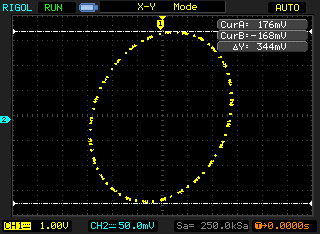 RIGOL RUN X-Y Mode AUTO
T
CurA: 176mV
CurB:-168mV
ΔY: 344mV
2
CH1 1.00V CH2 50.0mV Sa= 250.0kSa T→0.0000s